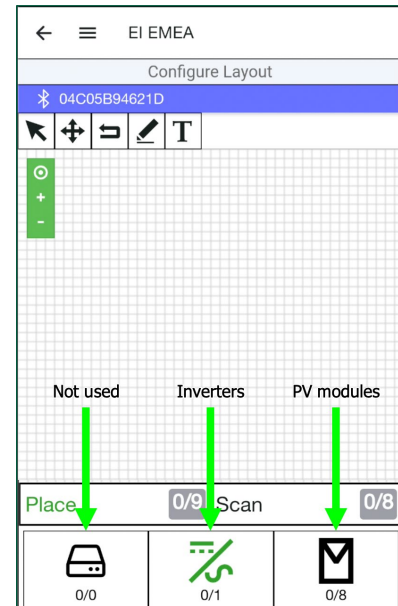 EI EMEA
Configure Layout
04C05B94621D
T
+
-
Not used Inverters PV modules
Place 0/9 Scan 0/8
0/0 0/1 0/8